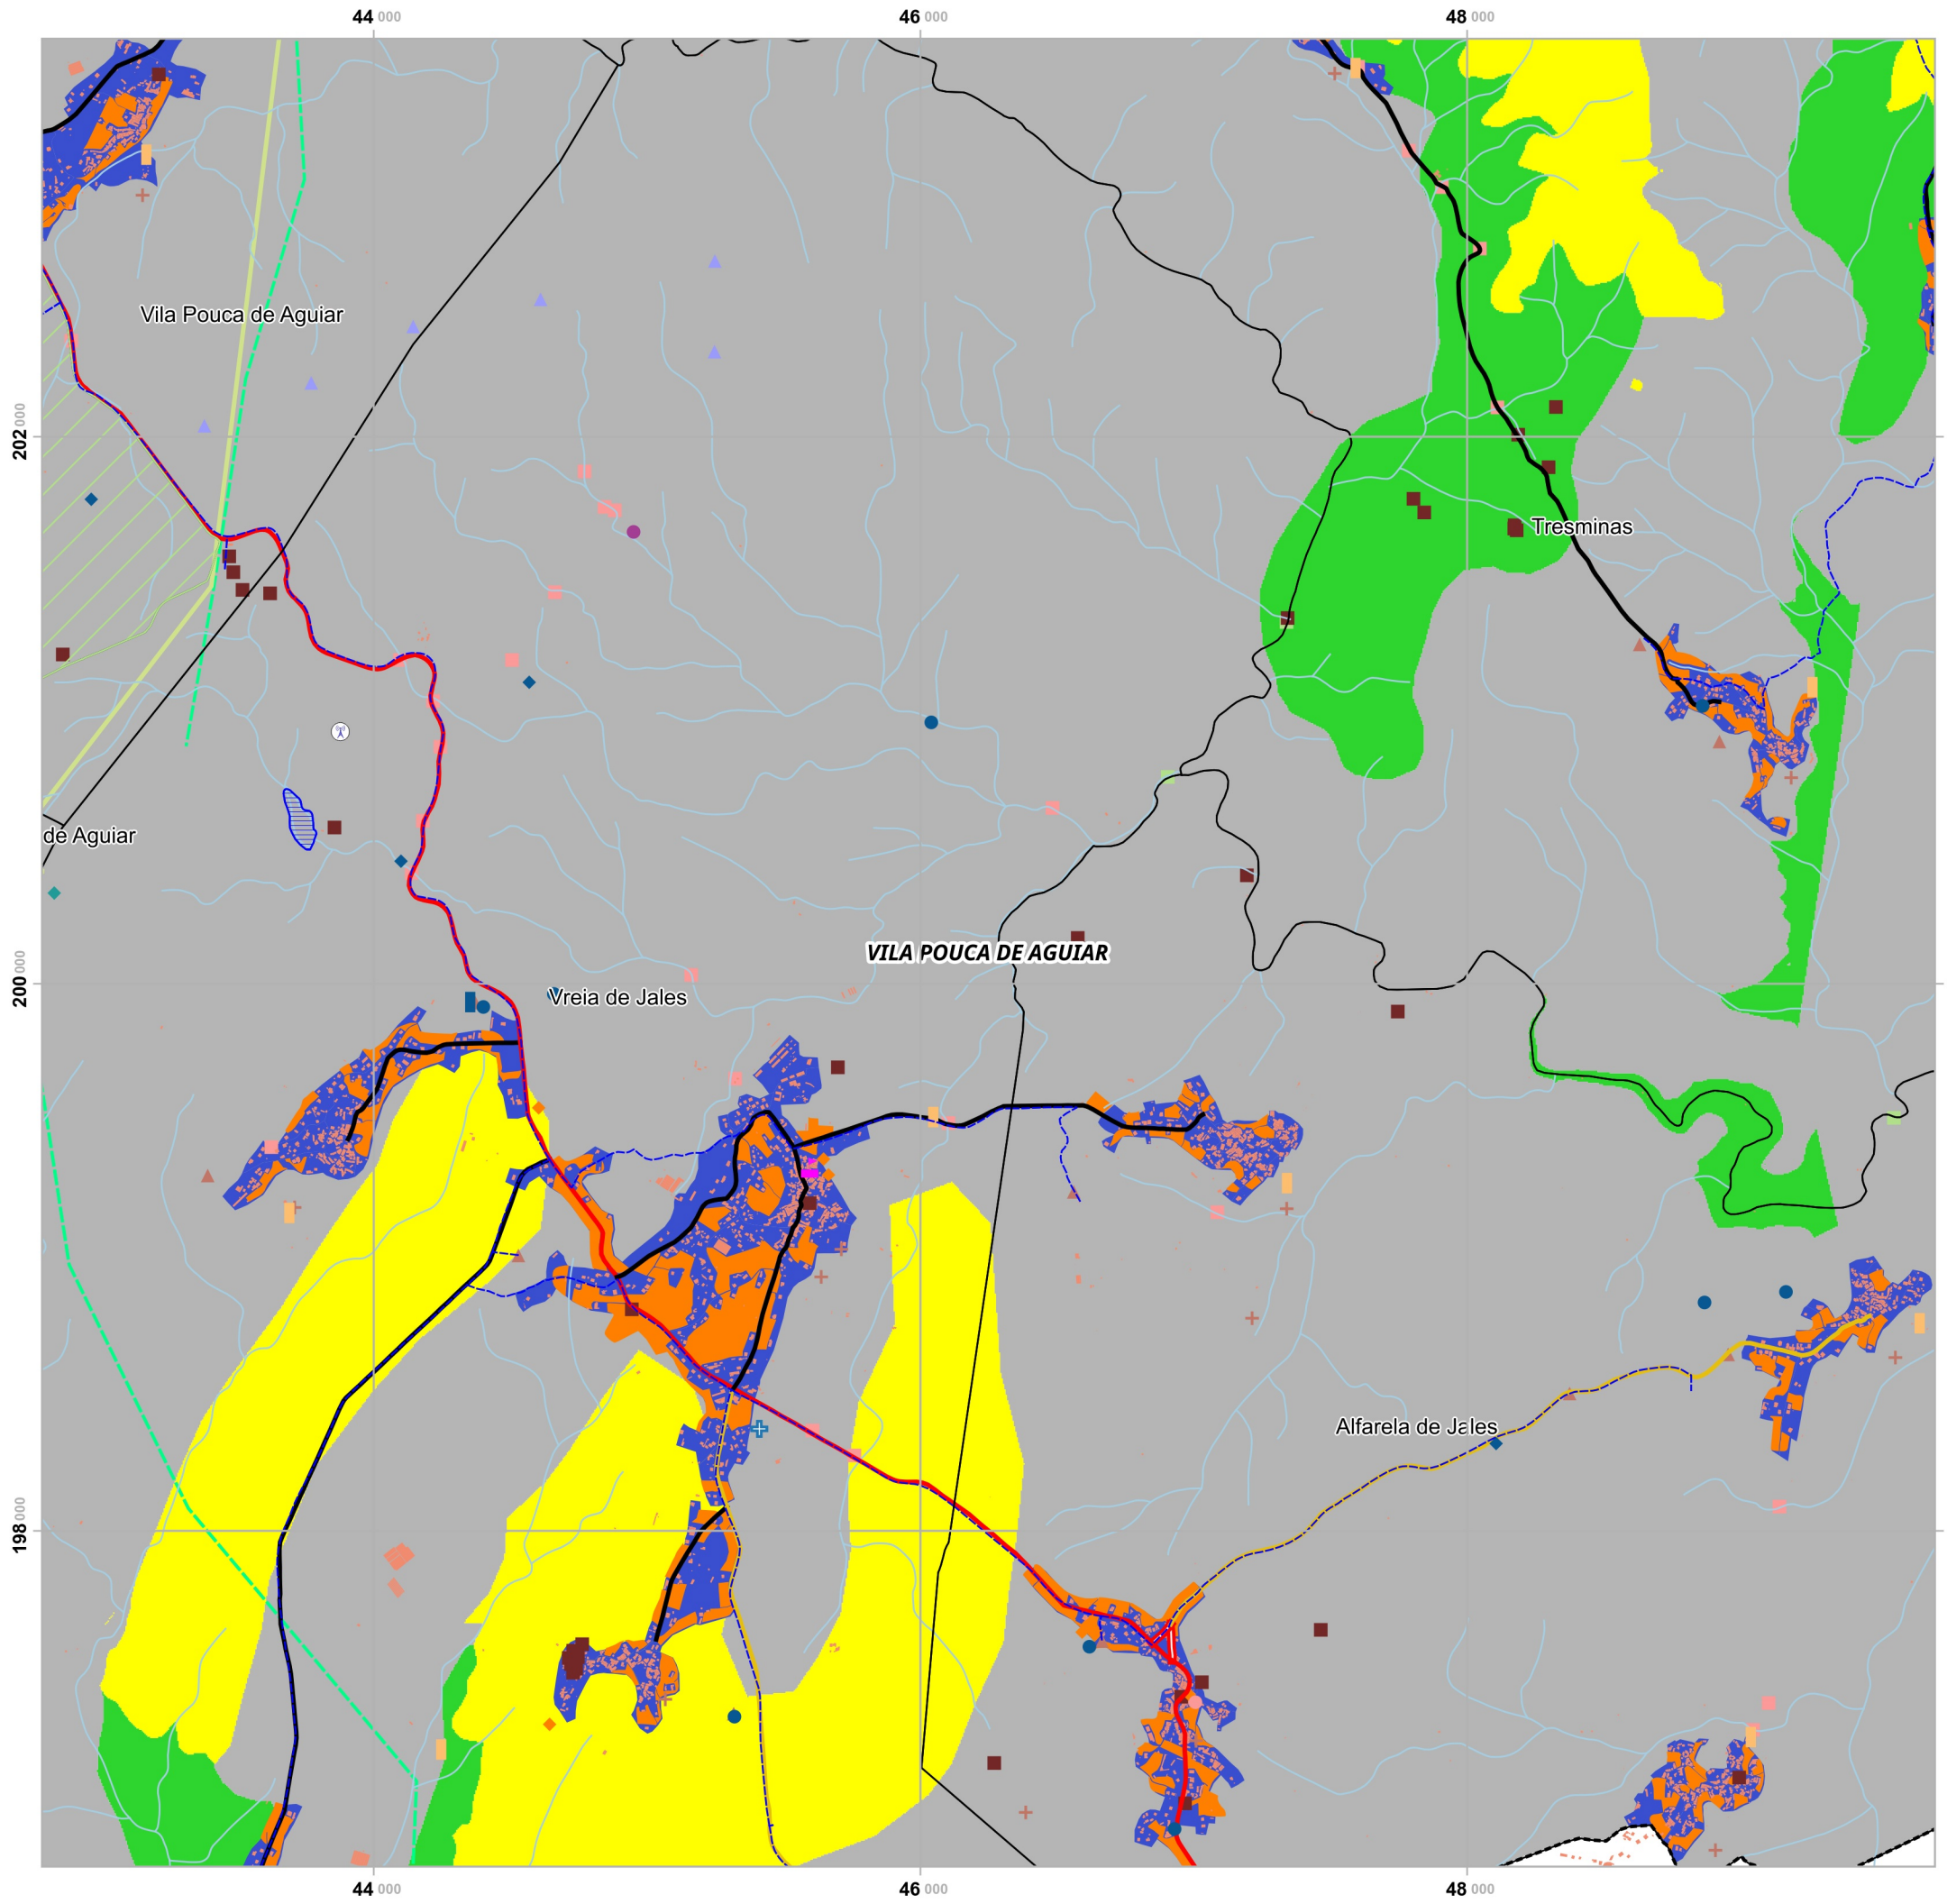 44 000 46 000 48 000
Vila Pouca de Aguiar
202 000
Tresminas
de Aguiar
VILA POUCA DE AGUIAR
200 000
Vreia de Jales
Alfarela de Jales
198 000
44 000 46 000 48 000